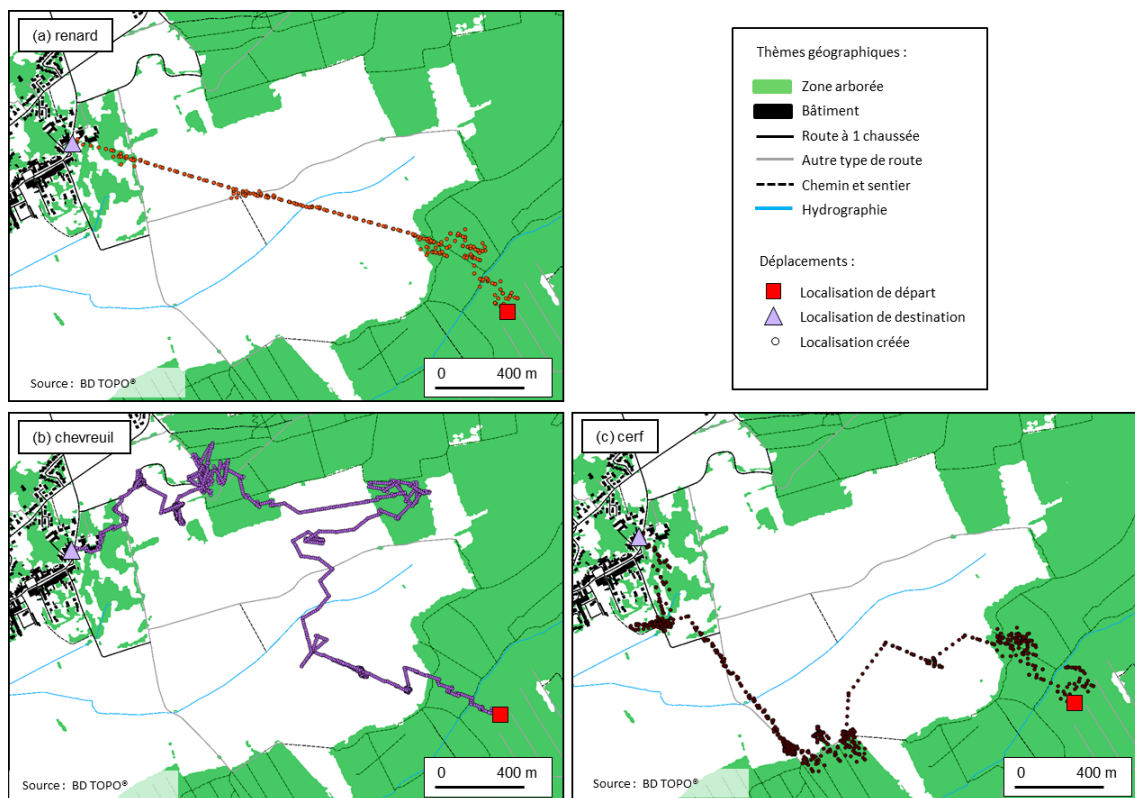 (a) renard
0 400 m
Source : BD TOPO®
Thèmes géographiques :
Zone arborée
Bâtiment
Route à 1 chaussée
Autre type de route
Chemin et sentier
Hydrographie
Déplacements :
Localisation de départ
Localisation de destination
Localisation créée
(b) chevreuil
0 400 m
Source : BD TOPO®
(c) cerf
0 400 m
Source : BD TOPO®